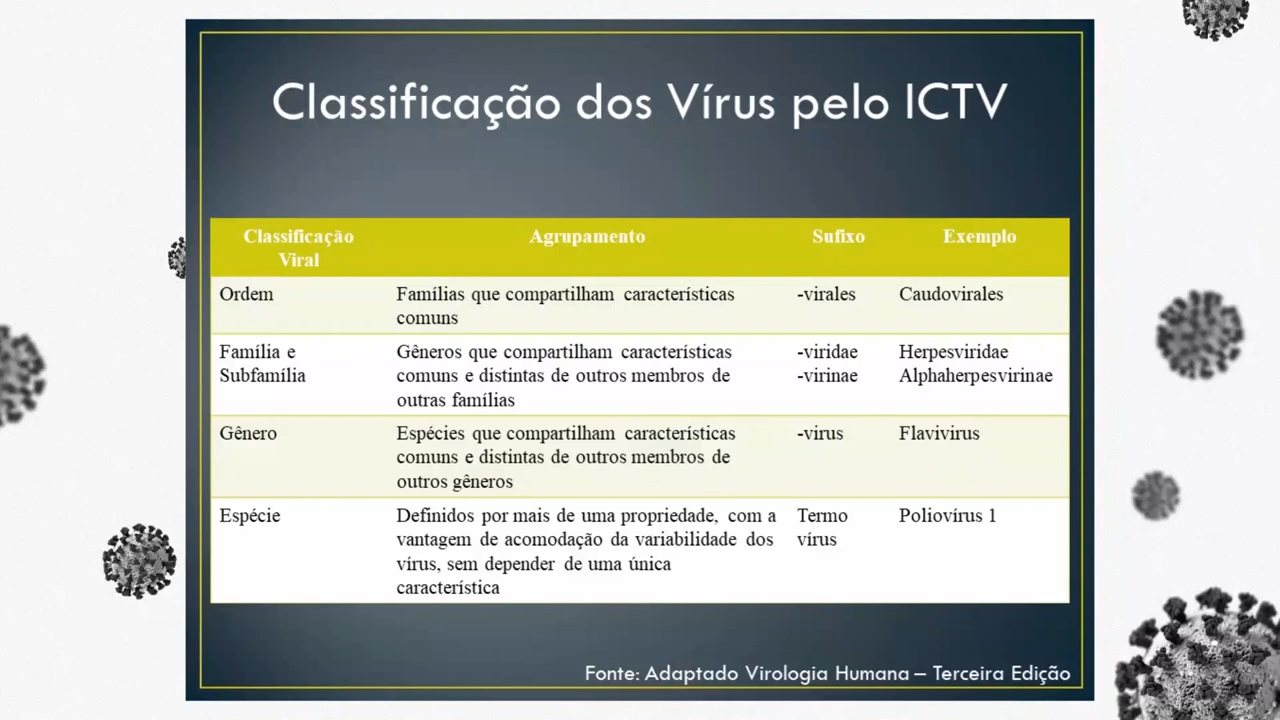 Classificação dos Vírus pelo ICTV
Classificação Viral
Agrupamento
Sufixo
Exemplo
Ordem
Famílias que compartilham características
comuns
-virales
Caudovirales
Família e
Subfamília
Gêneros que compartilham características
comuns e distintas de outros membros de
outras famílias
-viridae
-virinae
Herpesviridae
Alphaherpesvirinae
Gênero
Espécies que compartilham características
comuns e distintas de outros membros de
outros gêneros
-virus
Flavivirus
Espécie
Definidos por mais de uma propriedade, com a
vantagem de acomodação da variabilidade dos
vírus, sem depender de uma única
característica
Termo
vírus
Poliovírus 1
Fonte: Adaptado Virologia Humana – Terceira Edição